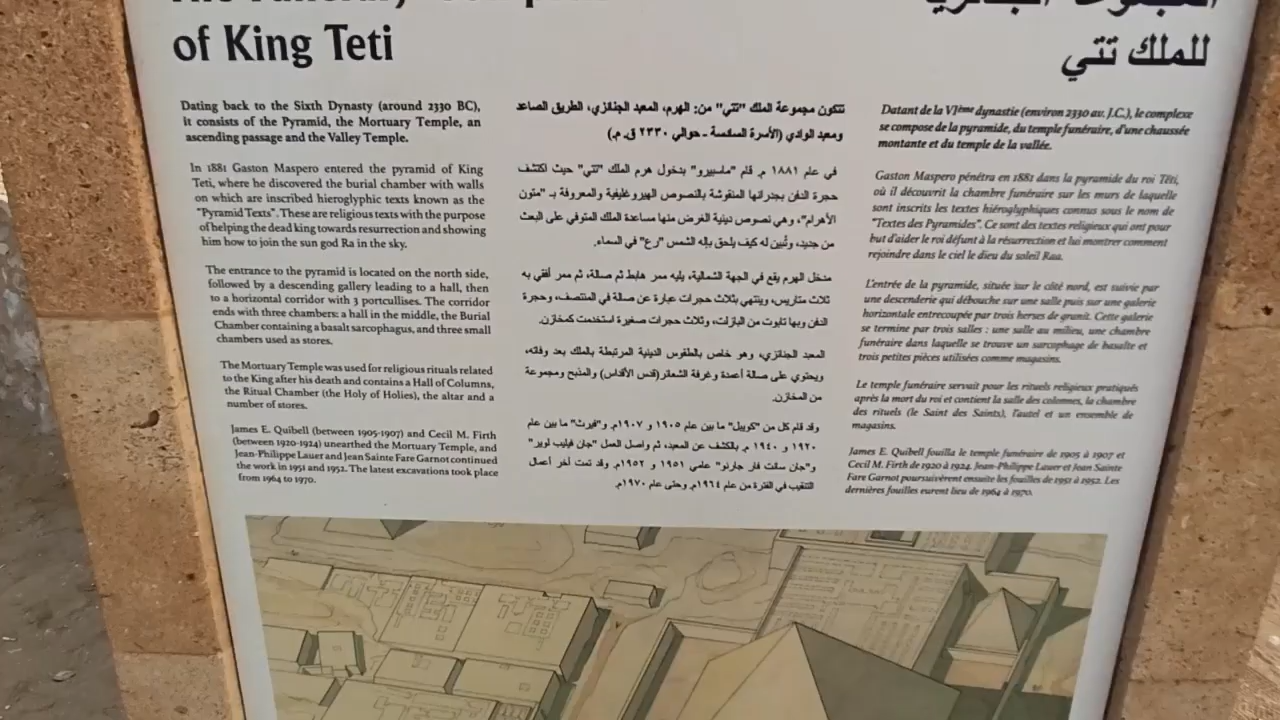 of King Teti
Dating back to the Sixth Dynasty (around 2330 BC),
it consists of the Pyramid, the Mortuary Temple, an
ascending passage and the Valley Temple.
In 1881 Gaston Maspero entered the pyramid of King
Teti, where he discovered the burial chamber with walls
on which are inscribed hieroglyphic texts known as the
"Pyramid Texts". These are religious texts with the purpose
of helping the dead king towards resurrection and showing
him how to join the sun god Ra in the sky.
The entrance to the pyramid is located on the north side,
followed by a descending gallery leading to a hall, then
to a horizontal corridor with 3 portcullises. The corridor
ends with three chambers: a hall in the middle, the Burial
Chamber containing a basalt sarcophagus, and three small
chambers used as stores.
The Mortuary Temple was used for religious rituals related
to the King after his death and contains a Hall of Columns,
the Ritual Chamber (the Holy of Holies), the altar and a
number of stores.
James E. Quibell (between 1905-1907) and Cecil M. Firth
(between 1920-1924) unearthed the Mortuary Temple, and
Jean-Philippe Lauer and Jean Sainte Fare Garnot continued
the work in 1951 and 1952. The latest excavations took place
from 1964 to 1970.
للملك تتي
تتكون مجموعة الملك "تتي" من: الهرم، المعبد الجنائزي، الطريق الصاعد
ومعبد الوادي (الأسرة السادسة - حوالي ٢٣٣٠ ق.م.)
في عام ١٨٨١ م. قام "ماسبيرو" بدخول هرم الملك "تتي" حيث اكتشف
حجرة الدفن بجدرانها المنقوشة بالنصوص الهيروغليفية والمعروفة بـ "متون
الأهرام"، وهي نصوص دينية الغرض منها مساعدة الملك المتوفي على البعث
من جديد، وتُبين له كيف يلحق بإله الشمس "رع" في السماء.
مدخل الهرم يقع في الجهة الشمالية، يليه ممر هابط ثم صالة، ثم ممر أفقي به
ثلاث متاريس، وينتهي بثلاث حجرات عبارة عن صالة في المنتصف، وحجرة
الدفن وبها تابوت من البازلت، وثلاث حجرات صغيرة استخدمت كمخازن.
المعبد الجنائزي، وهو خاص بالطقوس الدينية المرتبطة بالملك بعد وفاته،
ويحتوي على صالة أعمدة وغرفة الشعائر(قدس الأقداس) والمذبح ومجموعة
من المخازن.
وقد قام كل من "كويبل" ما بين عام ١٩٠٥ و ١٩٠٧م. و"فيرث" ما بين عام
١٩٢٠ و ١٩٤٠ م. بالكشف عن المعبد، ثم واصل العمل "جان فيليب لوير"
و"جان سانت فار جارنو" عامي ١٩٥١ و ١٩٥٢م. وقد تمت آخر أعمال
التنقيب في الفترة من عام ١٩٦٤م. وحتى عام ١٩٧٠م.
Datant de la VIème dynastie (environ 2330 av. J.C.), le complexe
se compose de la pyramide, du temple funéraire, d'une chaussée
montante et du temple de la vallée.
Gaston Maspero pénétra en 1881 dans la pyramide du roi Têti,
où il découvrit la chambre funéraire sur les murs de laquelle
sont inscrits les textes hiéroglyphiques connus sous le nom de
"Textes des Pyramides". Ce sont des textes religieux qui ont pour
but d'aider le roi défunt à la résurrection et lui montrer comment
rejoindre dans le ciel le dieu du soleil Raa.
L'entrée de la pyramide, située sur le côté nord, est suivie par
une descenderie qui débouche sur une salle puis sur une galerie
horizontale entrecoupée par trois herses de granit. Cette galerie
se termine par trois salles : une salle au milieu, une chambre
funéraire dans laquelle se trouve un sarcophage de basalte et
trois petites pièces utilisées comme magasins.
Le temple funéraire servait pour les rituels religieux pratiqués
après la mort du roi et contient la salle des colonnes, la chambre
des rituels (le Saint des Saints), l'autel et un ensemble de
magasins.
James E. Quibell fouilla le temple funéraire de 1905 à 1907 et
Cecil M. Firth de 1920 à 1924. Jean-Philippe Lauer et Jean Sainte
Fare Garnot poursuivèrent ensuite les fouilles de 1951 à 1952. Les
dernières fouilles eurent lieu de 1964 à 1970.